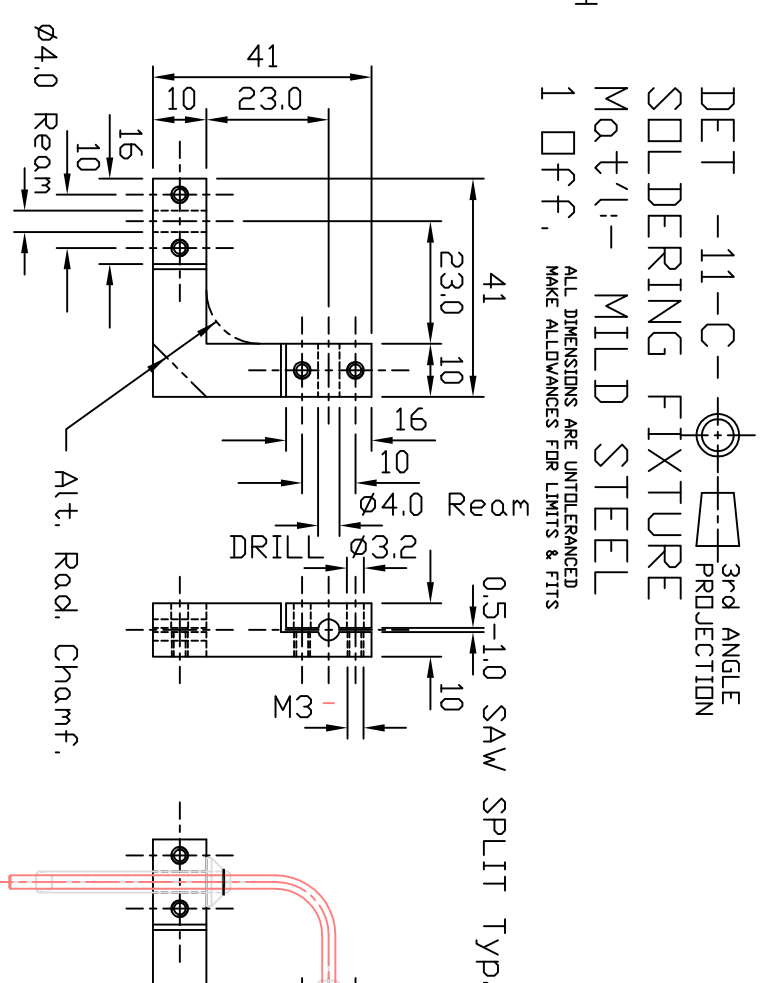 DET -11-C-
3rd ANGLE
PROJECTION
SOLDERING FIXTURE
Mat'l:- MILD STEEL
1 Off.
ALL DIMENSIONS ARE UNTOLERANCED
MAKE ALLOWANCES FOR LIMITS & FITS
41
10
23.0
Ø4.0 Ream
16
10
41
23.0
10
16
10
Ø4.0 Ream
DRILL Ø3.2
0.5-1.0 SAW SPLIT Typ.
10
M3
Alt. Rad. Chamf.